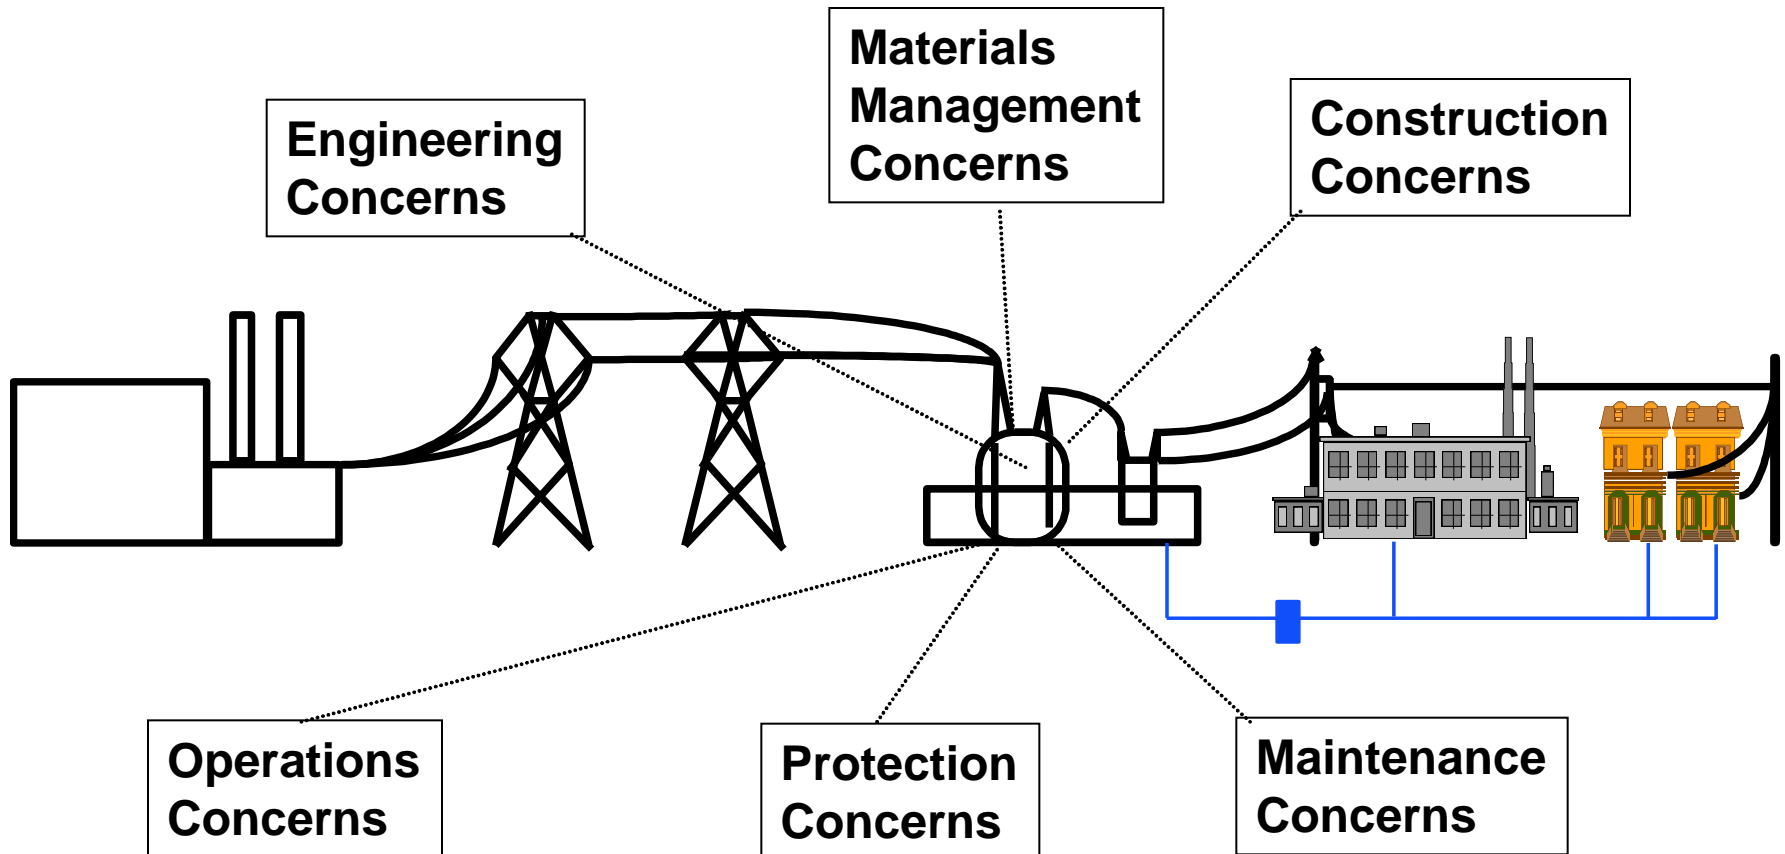 Materials
Management
Concerns
Engineering
Concerns
Construction
Concerns
Operations
Concerns
Protection
Concerns
Maintenance
Concerns